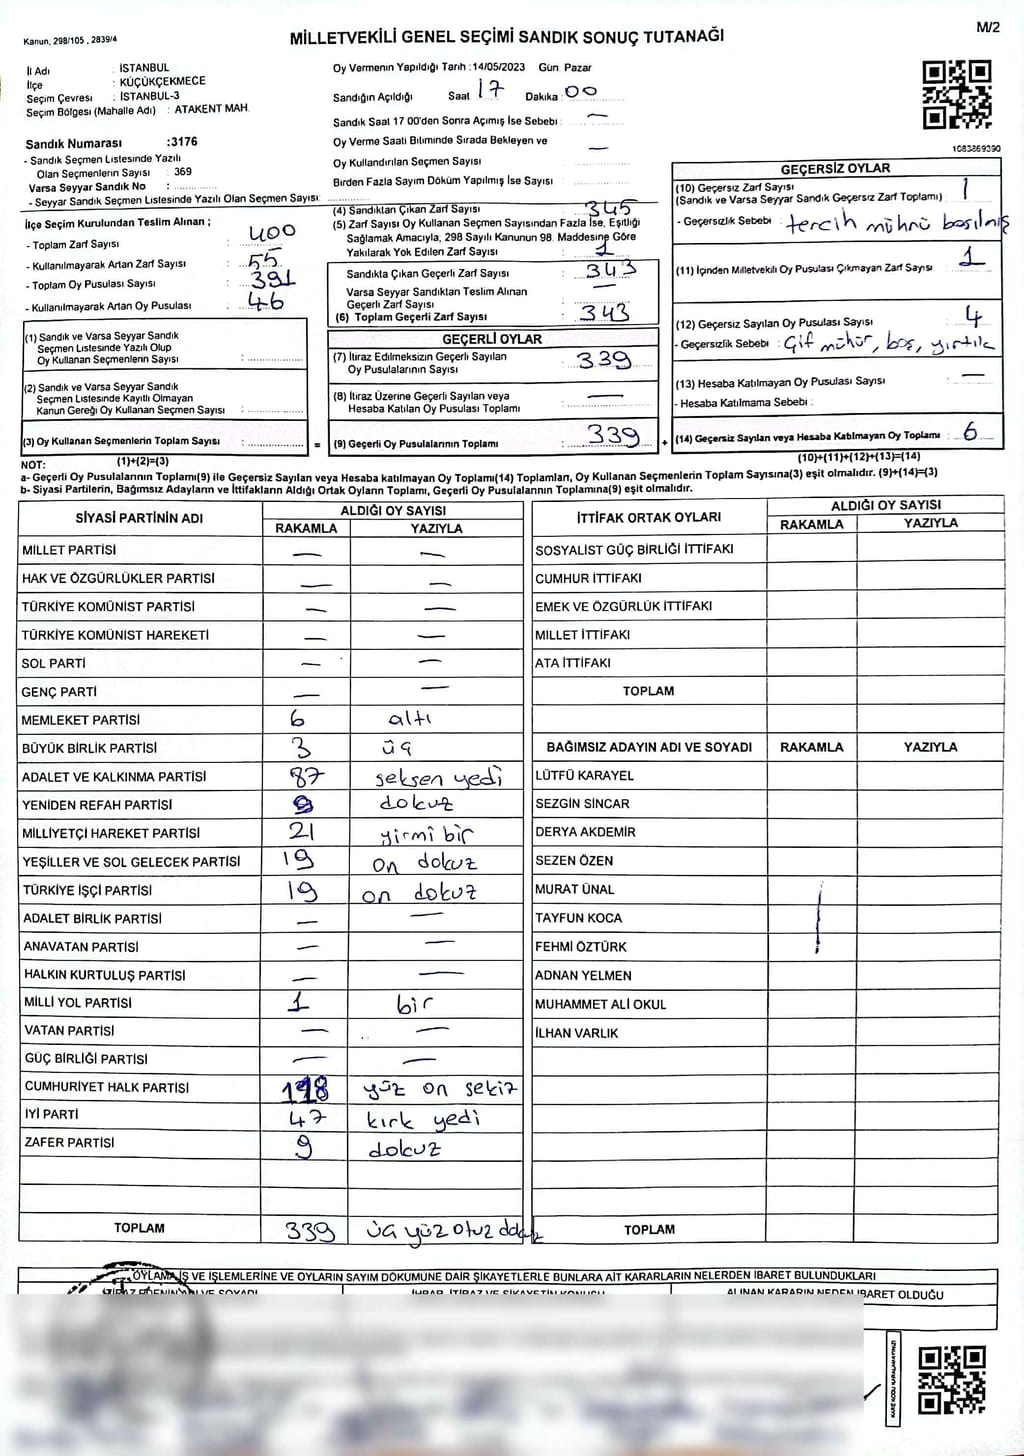 Kanun, 298/105 , 2839/4
MİLLETVEKİLİ GENEL SEÇİMİ SANDIK SONUÇ TUTANAĞI
M/2
İl Adı : İSTANBUL
İlçe : KÜÇÜKÇEKMECE
Seçim Çevresi : İSTANBUL-3
Seçim Bölgesi (Mahalle Adı) : ATAKENT MAH.
Sandık Numarası :3176
- Sandık Seçmen Listesinde Yazılı
Olan Seçmenlerin Sayısı : 369
Varsa Seyyar Sandık No :
- Seyyar Sandık Seçmen Listesinde Yazılı Olan Seçmen Sayısı:
Oy Vermenin Yapıldığı Tarih :14/05/2023 Gün Pazar
Sandığın Açıldığı Saat 17 Dakika 00
Sandık Saat 17 00'den Sonra Açımış İse Sebebi : —
Oy Verme Saati Bitiminde Sırada Bekleyen ve
Oy Kullandırılan Seçmen Sayısı —
Birden Fazla Sayım Döküm Yapılmış İse Sayısı :
1083869390
İlçe Seçim Kurulundan Teslim Alınan ;
- Toplam Zarf Sayısı : 400
- Kullanılmayarak Artan Zarf Sayısı : 55
- Toplam Oy Pusulası Sayısı : 391
- Kullanılmayarak Artan Oy Pusulası : 46
(4) Sandıktan Çıkan Zarf Sayısı : 345
(5) Zarf Sayısı Oy Kullanan Seçmen Sayısından Fazla İse, Eşitliği
Sağlamak Amacıyla, 298 Sayılı Kanunun 98. Maddesine Göre
Yakılarak Yok Edilen Zarf Sayısı : 1
Sandıkta Çıkan Geçerli Zarf Sayısı : 343
Varsa Seyyar Sandıktan Teslim Alınan
Geçerli Zarf Sayısı : —
(6) Toplam Geçerli Zarf Sayısı : 343
GEÇERSİZ OYLAR
(10) Geçersiz Zarf Sayısı
(Sandık ve Varsa Seyyar Sandık Geçersiz Zarf Toplamı) : 1
- Geçersizlik Sebebi : tercih mührü basılmış
(11) İçinden Milletvekili Oy Pusulası Çıkmayan Zarf Sayısı : 1
(12) Geçersiz Sayılan Oy Pusulası Sayısı : 4
- Geçersizlik Sebebi : Çift mühür, boş, yırtık
(13) Hesaba Katılmayan Oy Pusulası Sayısı : —
- Hesaba Katılmama Sebebi :
(14) Geçersiz Sayılan veya Hesaba Katılmayan Oy Toplamı : 6
(10)+(11)+(12)+(13)=(14)
(1) Sandık ve Varsa Seyyar Sandık
Seçmen Listesinde Yazılı Olup
Oy Kullanan Seçmenlerin Sayısı :
(2) Sandık ve Varsa Seyyar Sandık
Seçmen Listesinde Kayıtlı Olmayan
Kanun Gereği Oy Kullanan Seçmen Sayısı :
(3) Oy Kullanan Seçmenlerin Toplam Sayısı :
(1)+(2)=(3)
GEÇERLİ OYLAR
(7) İtiraz Edilmeksizin Geçerli Sayılan
Oy Pusulalarının Sayısı : 339
(8) İtiraz Üzerine Geçerli Sayılan veya
Hesaba Katılan Oy Pusulası Toplamı : —
= (9) Geçerli Oy Pusulalarının Toplamı : 339 +
NOT:
a- Geçerli Oy Pusulalarının Toplamı(9) ile Geçersiz Sayılan veya Hesaba katılmayan Oy Toplamı(14) Toplamları, Oy Kullanan Seçmenlerin Toplam Sayısına(3) eşit olmalıdır. (9)+(14)=(3)
b- Siyasi Partilerin, Bağımsız Adayların ve İttifakların Aldığı Ortak Oyların Toplamı, Geçerli Oy Pusulalarının Toplamına(9) eşit olmalıdır.
SİYASİ PARTİNİN ADI ALDIĞI OY SAYISI
RAKAMLA YAZIYLA
MİLLET PARTİSİ — —
HAK VE ÖZGÜRLÜKLER PARTİSİ — —
TÜRKİYE KOMÜNİST PARTİSİ — —
TÜRKİYE KOMÜNİST HAREKETİ — —
SOL PARTİ — —
GENÇ PARTİ — —
MEMLEKET PARTİSİ 6 altı
BÜYÜK BİRLİK PARTİSİ 3 üç
ADALET VE KALKINMA PARTİSİ 87 seksen yedi
YENİDEN REFAH PARTİSİ 9 dokuz
MİLLİYETÇİ HAREKET PARTİSİ 21 yirmi bir
YEŞİLLER VE SOL GELECEK PARTİSİ 19 on dokuz
TÜRKİYE İŞÇİ PARTİSİ 19 on dokuz
ADALET BİRLİK PARTİSİ — —
ANAVATAN PARTİSİ — —
HALKIN KURTULUŞ PARTİSİ — —
MİLLİ YOL PARTİSİ 1 bir
VATAN PARTİSİ — —
GÜÇ BİRLİĞİ PARTİSİ — —
CUMHURİYET HALK PARTİSİ 118 yüz on sekiz
İYİ PARTİ 47 kırk yedi
ZAFER PARTİSİ 9 dokuz
TOPLAM 339 üç yüz otuz dokuz
İTTİFAK ORTAK OYLARI ALDIĞI OY SAYISI
RAKAMLA YAZIYLA
SOSYALİST GÜÇ BİRLİĞİ İTTİFAKI
CUMHUR İTTİFAKI
EMEK VE ÖZGÜRLÜK İTTİFAKI
MİLLET İTTİFAKI
ATA İTTİFAKI
TOPLAM
BAĞIMSIZ ADAYIN ADI VE SOYADI RAKAMLA YAZIYLA
LÜTFÜ KARAYEL
SEZGİN SİNCAR
DERYA AKDEMİR
SEZEN ÖZEN
MURAT ÜNAL
TAYFUN KOCA
FEHMİ ÖZTÜRK
ADNAN YELMEN
MUHAMMET ALİ OKUL
İLHAN VARLIK
TOPLAM
OYLAMA İŞ VE İŞLEMLERİNE VE OYLARIN SAYIM DÖKÜMÜNE DAİR ŞİKAYETLERLE BUNLARA AİT KARARLARIN NELERDEN İBARET BULUNDUKLARI
İTİRAZ EDENİN ADI VE SOYADI İHBAR, İTİRAZ VE ŞİKAYETİN KONUSU ALINAN KARARIN NEDEN İBARET OLDUĞU
KARE KODU KARALAMAYINIZ!